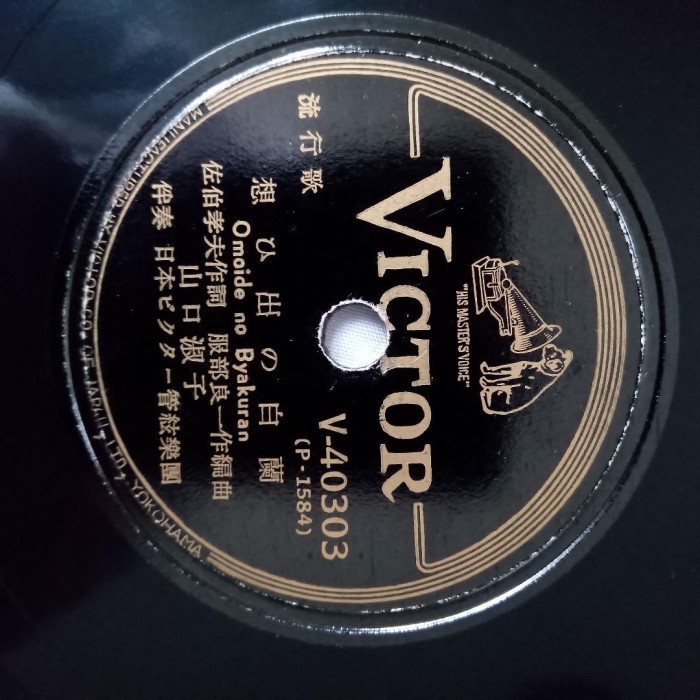 "HIS MASTER'S VOICE"
VICTOR
流行歌
V-40303
(P-1584)
想ひ出の白蘭
Omoide no Byakuran
佐伯孝夫作詞 服部良一作編曲
山口淑子
伴奏 日本ビクター管絃樂團
MANUFACTURED BY VICTOR CO. OF JAPAN, LTD., YOKOHAMA